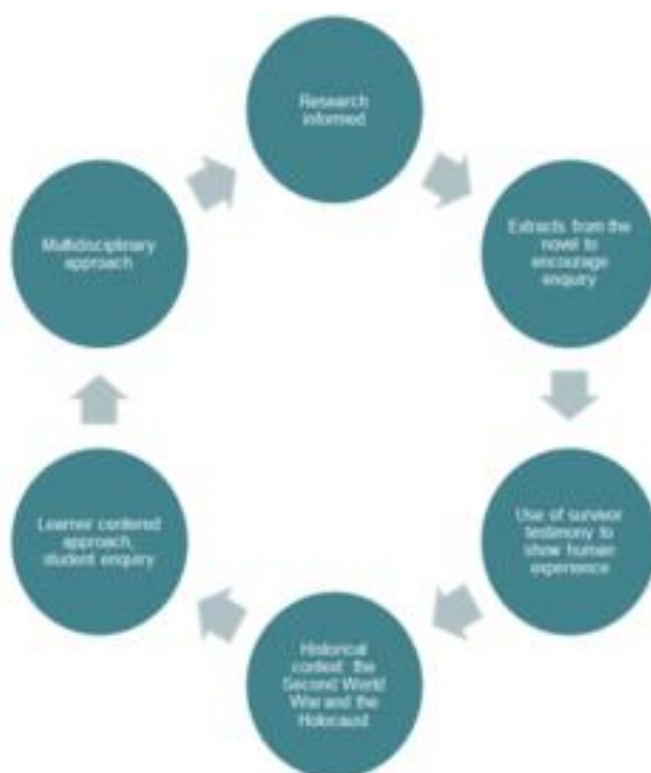 Research
informed
Extracts from the
novel to
encourage
enquiry
Use of survivor
testimony to
show human
experience
Historical
context: the
Second World
War and the
Holocaust
Learner centered
approach,
student enquiry
Multidisciplinary
approach